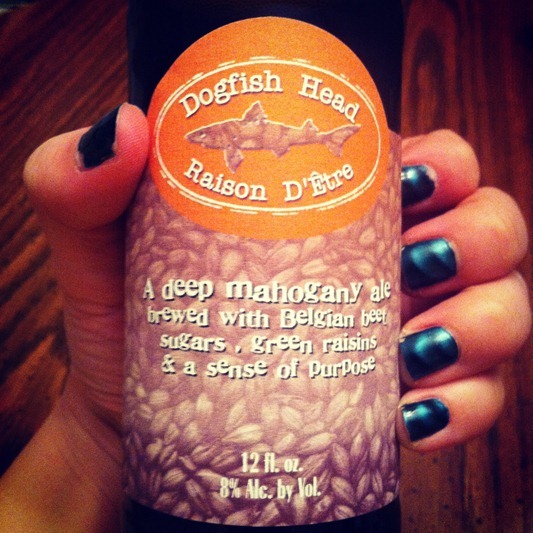 Dogfish Head
Raison D'Être
A deep mahogany ale
brewed with Belgian beet
sugars, green raisins
& a sense of purpose
12 fl. oz.
8% Alc. by Vol.